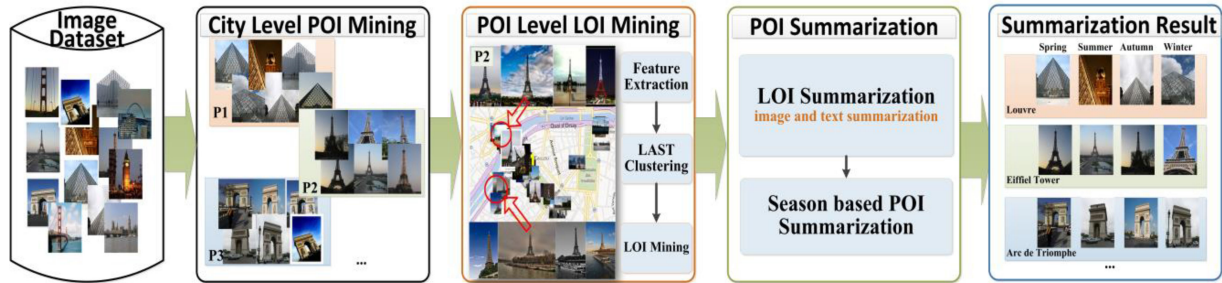 Image
Dataset
City Level POI Mining
P1
P2
P3
...
POI Level LOI Mining
P2
Feature
Extraction
LAST
Clustering
LOI Mining
POI Summarization
LOI Summarization
image and text summarization
Season based POI
Summarization
Summarization Result
Spring Summer Autumn Winter
Louvre
Eiffiel Tower
Arc de Triomphe
...